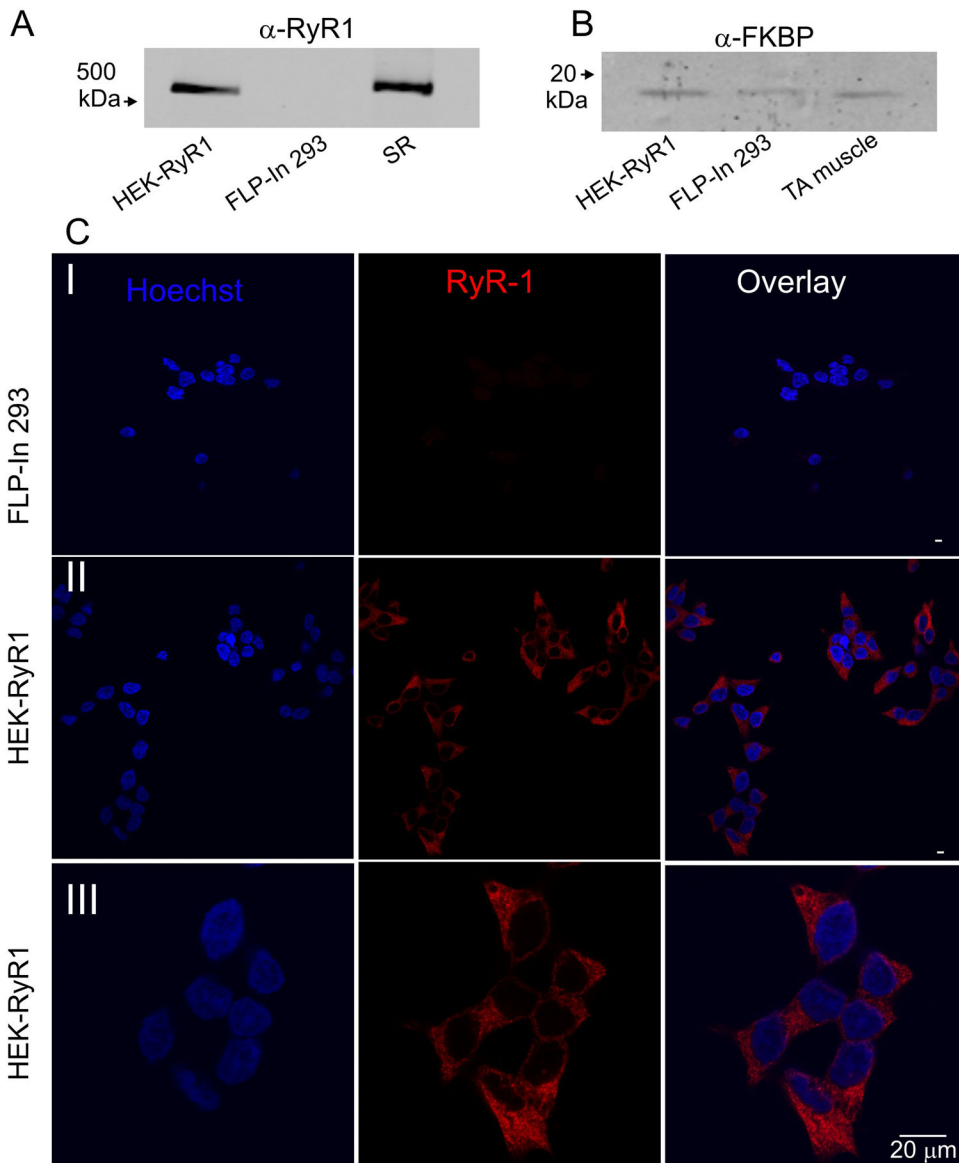 A
α-RyR1
500
kDa
HEK-RyR1
FLP-In 293
SR
B
α-FKBP
20
kDa
HEK-RyR1
FLP-In 293
TA muscle
C
I
Hoechst
RyR-1
Overlay
FLP-In 293
II
HEK-RyR1
III
HEK-RyR1
20 μm